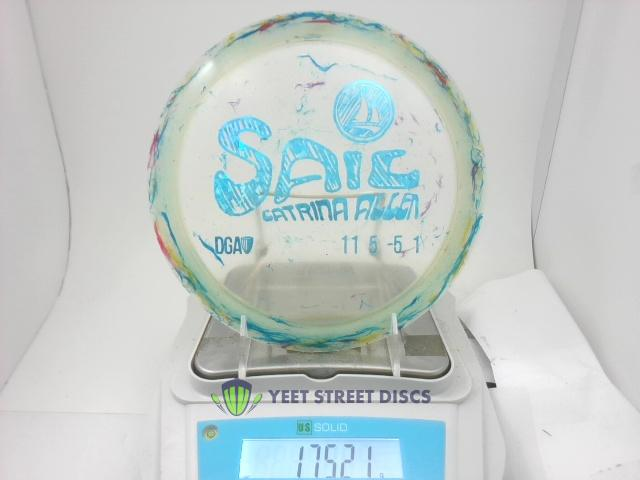 SAIL
CATRINA ALLEN
DGA 11 5 -5 1
YEET STREET DISCS
US SOLID
175.21 g